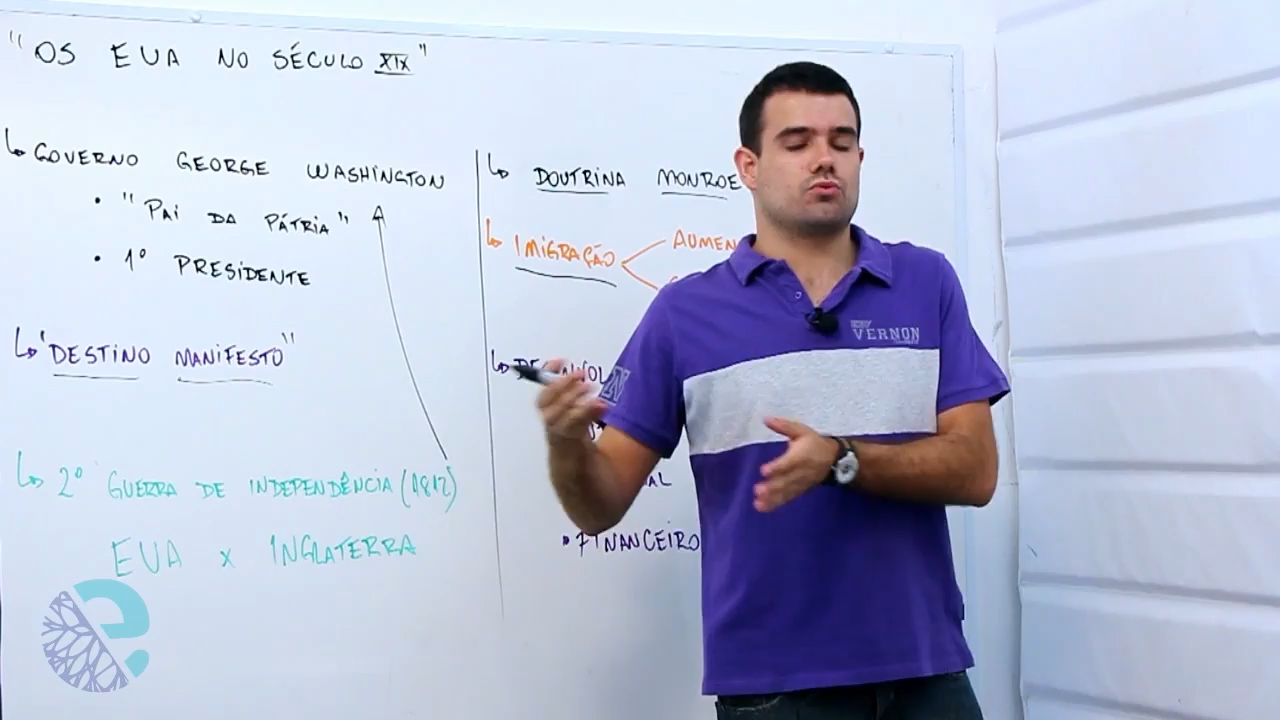 "OS EUA NO SÉCULO XIX"
↳ GOVERNO GEORGE WASHINGTON
• "PAI DA PÁTRIA"
• 1º PRESIDENTE
↳ "DESTINO MANIFESTO"
↳ 2º GUERRA DE INDEPENDÊNCIA (1812)
EUA x INGLATERRA
↳ DOUTRINA MONROE
↳ IMIGRAÇÃO
AUMEN
• FINANCEIRO
VERNON
N